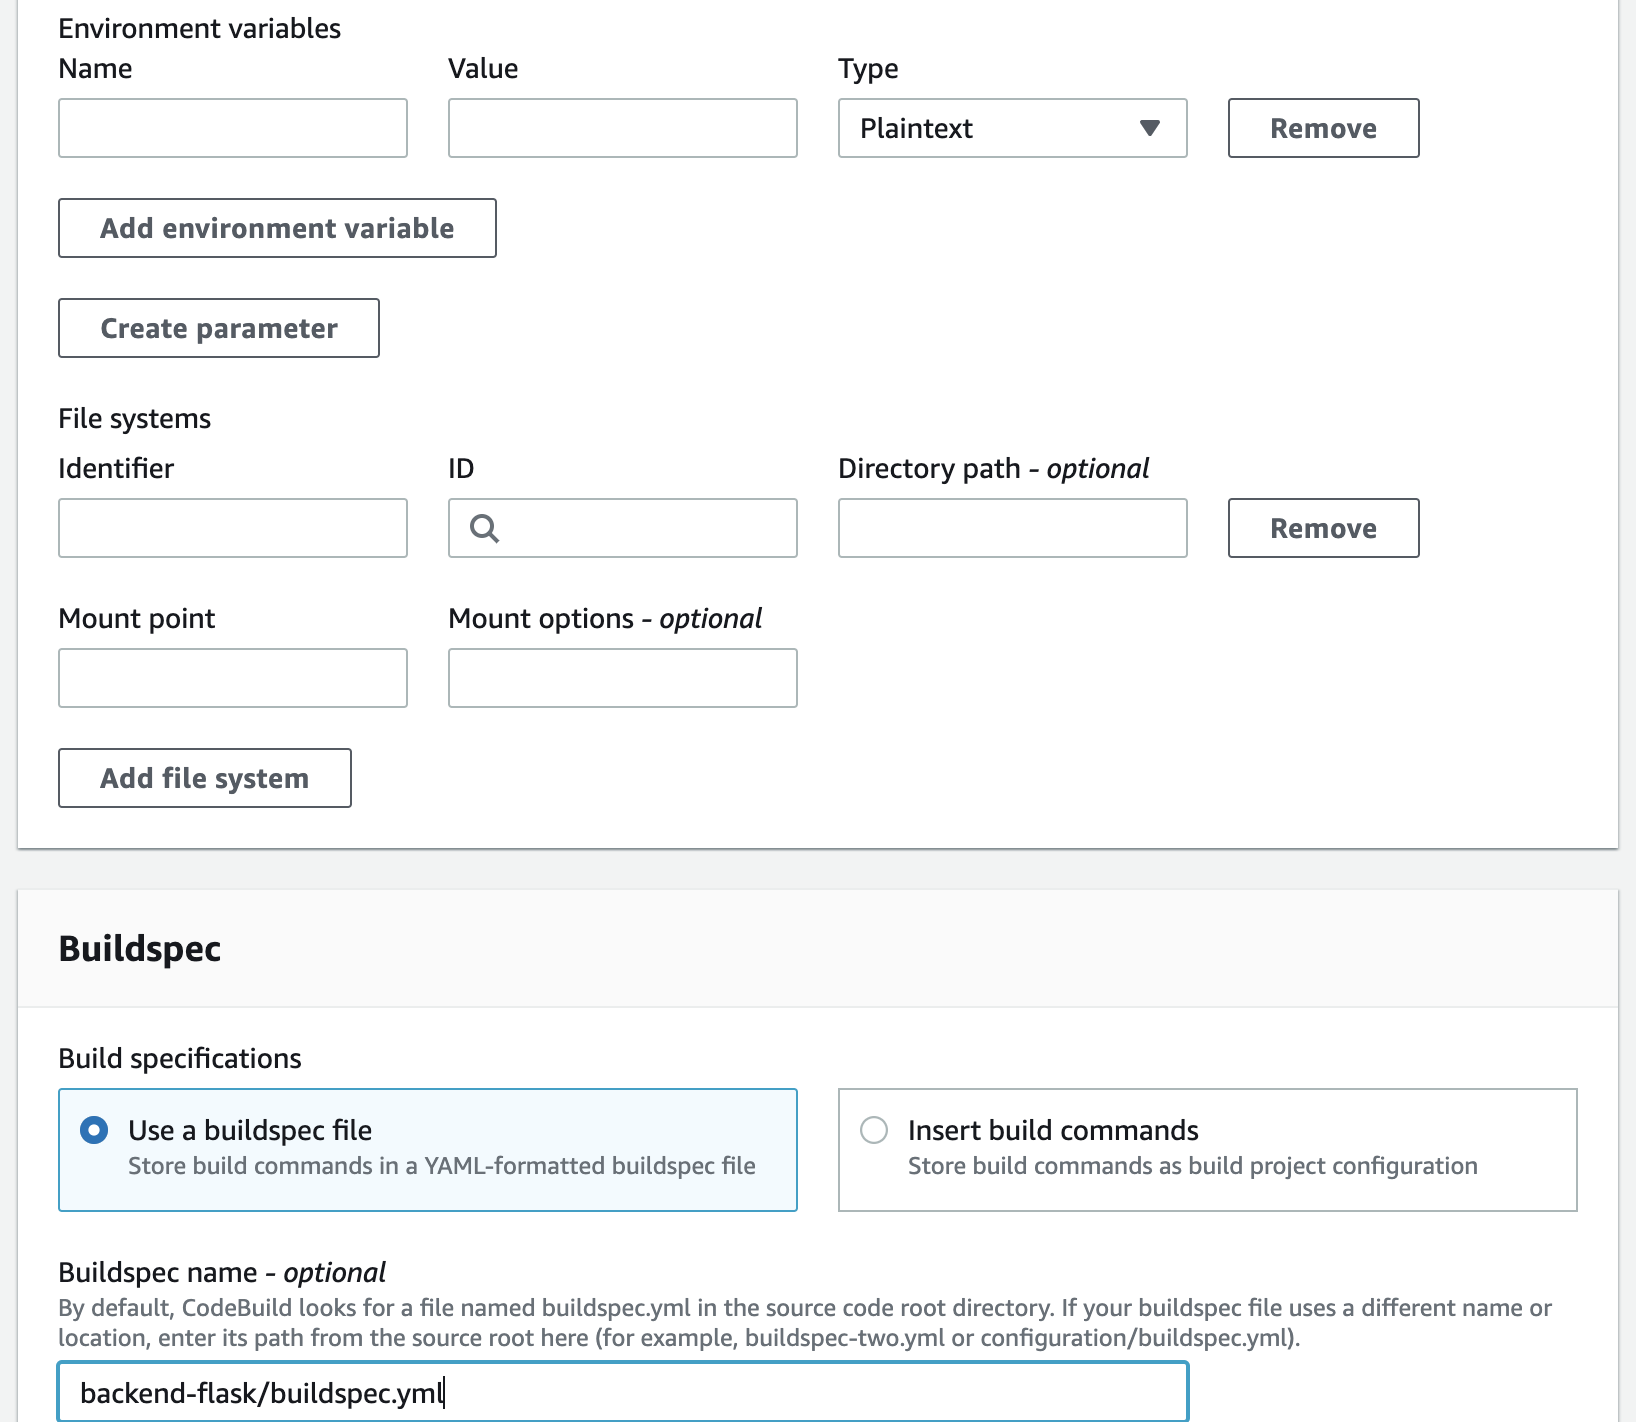 Environment variables
Name Value Type
Plaintext Remove
Add environment variable
Create parameter
File systems
Identifier ID Directory path - optional
Remove
Mount point Mount options - optional
Add file system
Buildspec
Build specifications
Use a buildspec file
Store build commands in a YAML-formatted buildspec file
Insert build commands
Store build commands as build project configuration
Buildspec name - optional
By default, CodeBuild looks for a file named buildspec.yml in the source code root directory. If your buildspec file uses a different name or
location, enter its path from the source root here (for example, buildspec-two.yml or configuration/buildspec.yml).
backend-flask/buildspec.yml